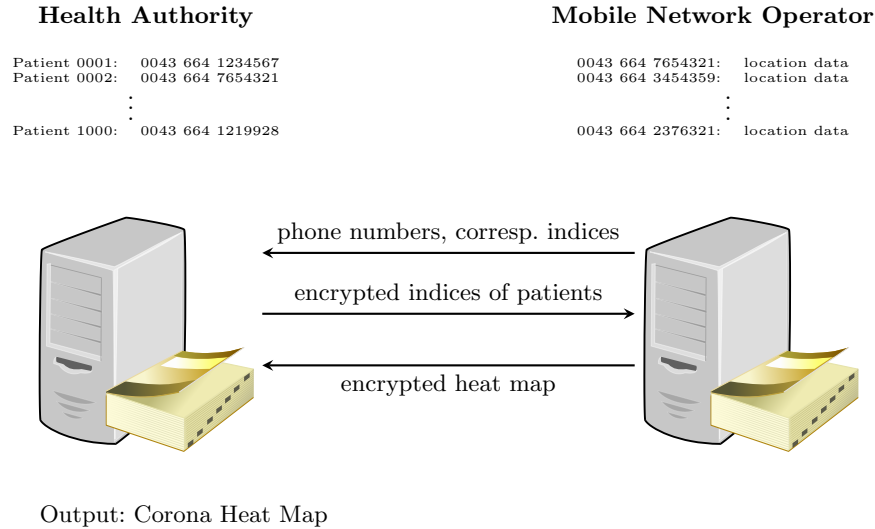 Health Authority
Mobile Network Operator
Patient 0001: 0043 664 1234567
Patient 0002: 0043 664 7654321
⋮
Patient 1000: 0043 664 1219928
0043 664 7654321: location data
0043 664 3454359: location data
⋮
0043 664 2376321: location data
phone numbers, corresp. indices
encrypted indices of patients
encrypted heat map
Output: Corona Heat Map